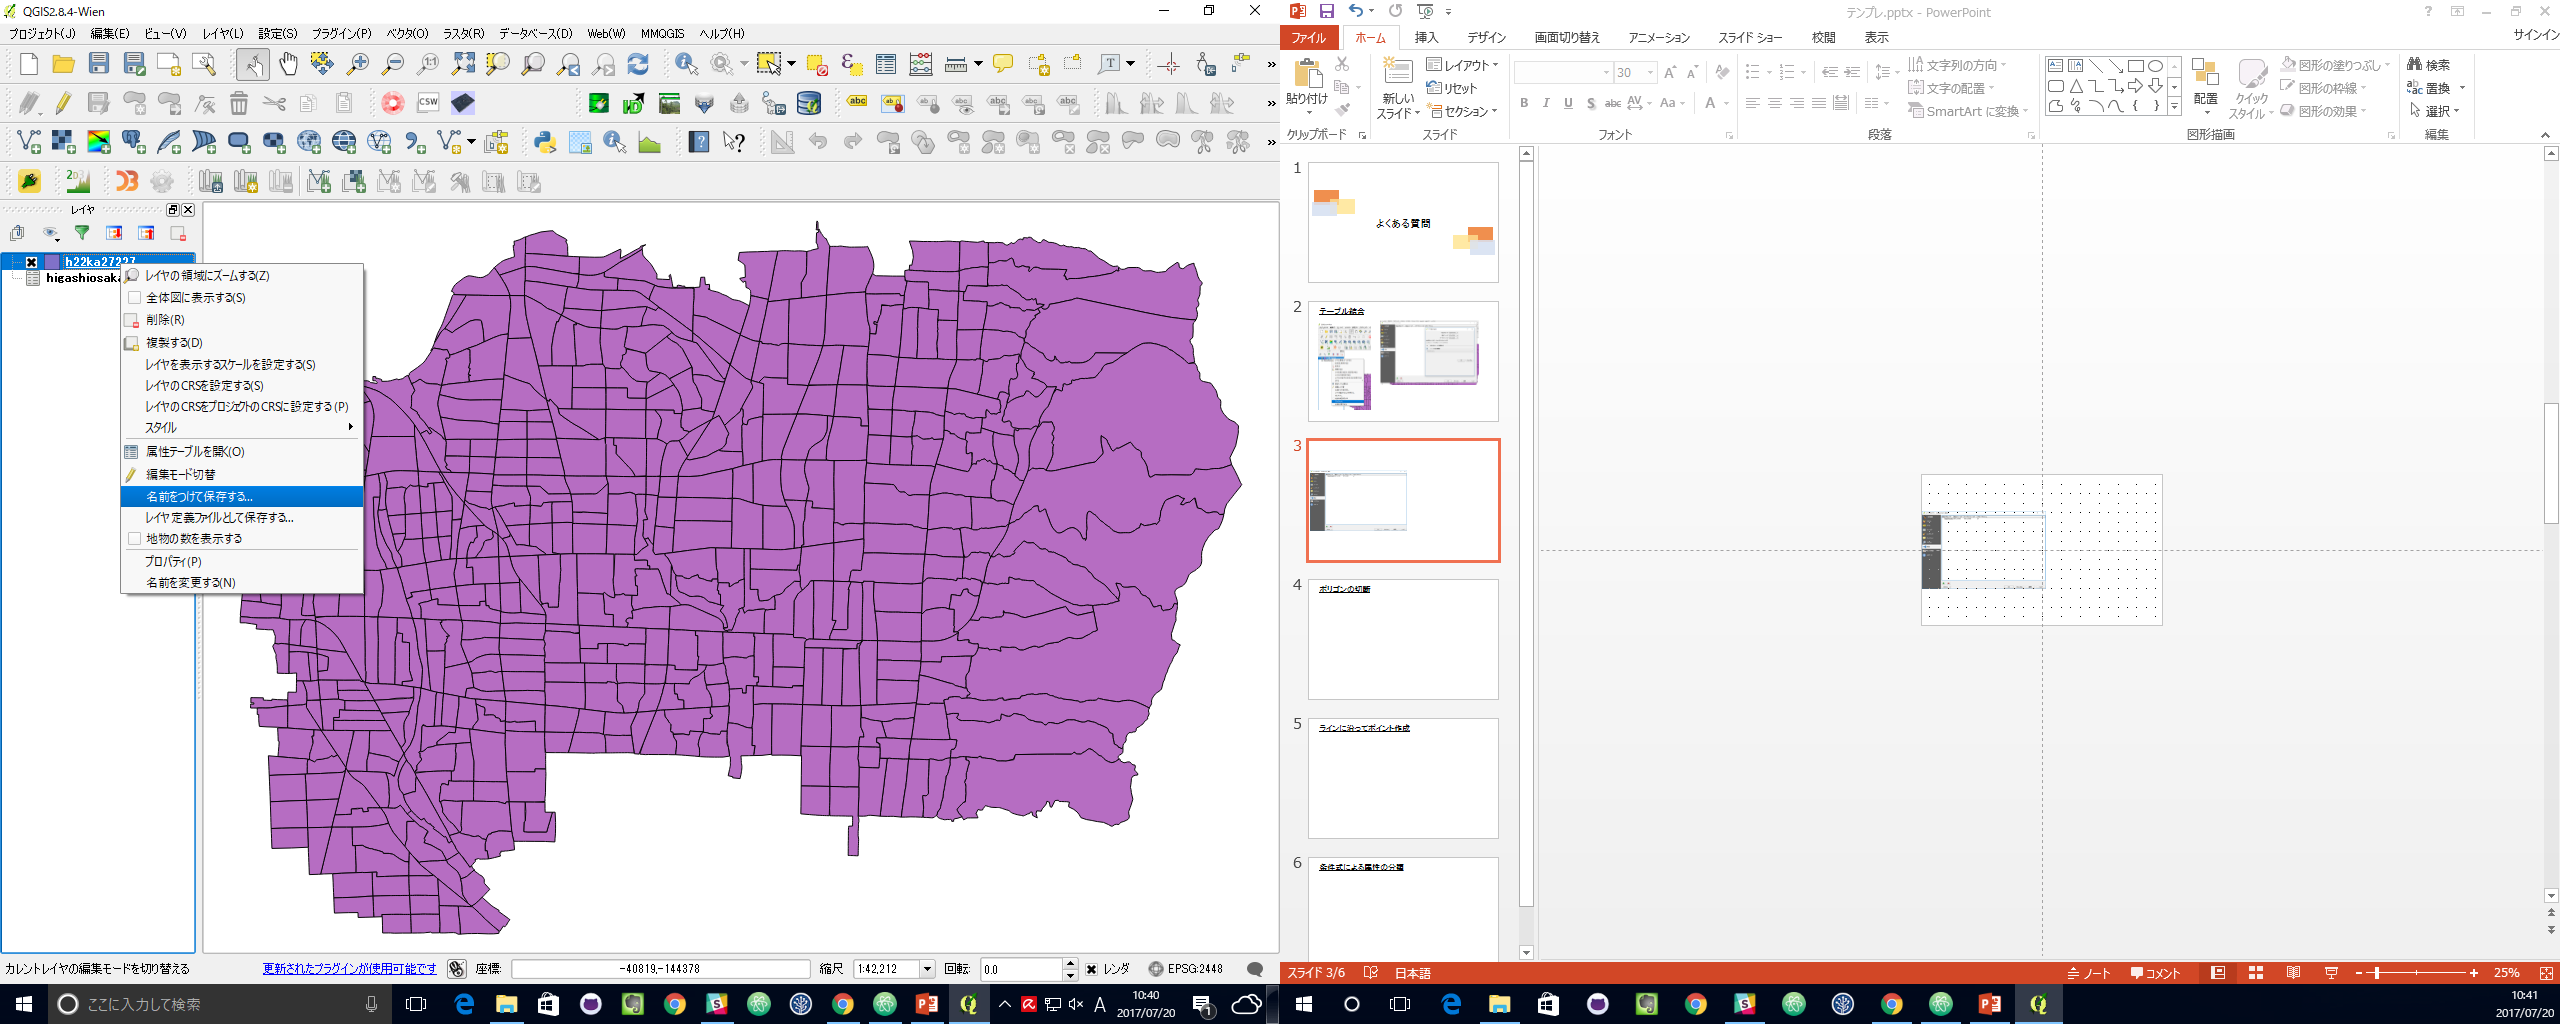 QGIS2.8.4-Wien
プロジェクト(J) 編集(E) ビュー(V) レイヤ(L) 設定(S) プラグイン(P) ベクタ(O) ラスタ(R) データベース(D) Web(W) MMQGIS ヘルプ(H)
レイヤ
h22ka27227
higashiosaka
レイヤの領域にズームする(Z)
全体図に表示する(S)
削除(R)
複製する(D)
レイヤを表示するスケールを設定する(S)
レイヤのCRSを設定する(S)
レイヤのCRSをプロジェクトのCRSに設定する(P)
スタイル
属性テーブルを開く(O)
編集モード切替
名前をつけて保存する...
レイヤ定義ファイルとして保存する...
地物の数を表示する
プロパティ(P)
名前を変更する(N)
カレントレイヤの編集モードを切り替える
更新されたプラグインが使用可能です
座標:
-40819,-144378
縮尺
1:42,212
回転:
0.0
レンダ
EPSG:2448
ここに入力して検索
A
10:40
2017/07/20
1
テンプレ.pptx - PowerPoint
サインイン
ファイル ホーム 挿入 デザイン 画面切り替え アニメーション スライド ショー 校閲 表示
貼り付け
新しい
スライド
レイアウト
リセット
セクション
30
文字列の方向
文字の配置
SmartArt に変換
配置
クイック
スタイル
図形の塗りつぶし
図形の枠線
図形の効果
検索
置換
選択
クリップボード スライド フォント 段落 図形描画 編集
1
よくある質問
2
テーブル結合
3
4
ポリゴンの切断
5
ラインに沿ってポイント作成
6
条件式による属性の分類
スライド 3/6
日本語
ノート
コメント
25%
10:41
2017/07/20